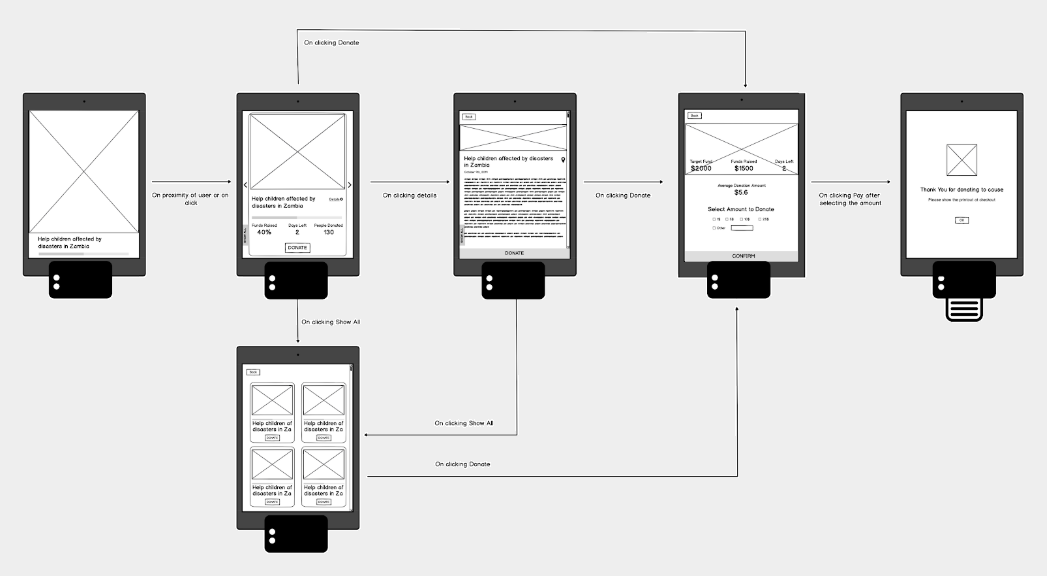 On clicking Donate
Help children affected by
disasters in Zambia
On proximity of user or on
click
Help children affected by
disasters in Zambia
Details
Funds Raised
Days Left
People Donated
40%
2
130
DONATE
On clicking details
Back
Help children affected by disasters
in Zambia
DONATE
On clicking Donate
Back
Target Fund
Funds Raised
Days Left
$2000
$1500
2
Average Donation Amount
$5.6
Select Amount to Donate
Other
CONFIRM
On clicking Pay after
selecting the amount
Thank You for donating to cause
Please show the printout at checkout
OK
On clicking Show All
Back
Help children af
disasters in Za
DONATE
Help children af
disasters in Za
DONATE
Help children af
disasters in Za
DONATE
Help children af
disasters in Za
DONATE
On clicking Show All
On clicking Donate